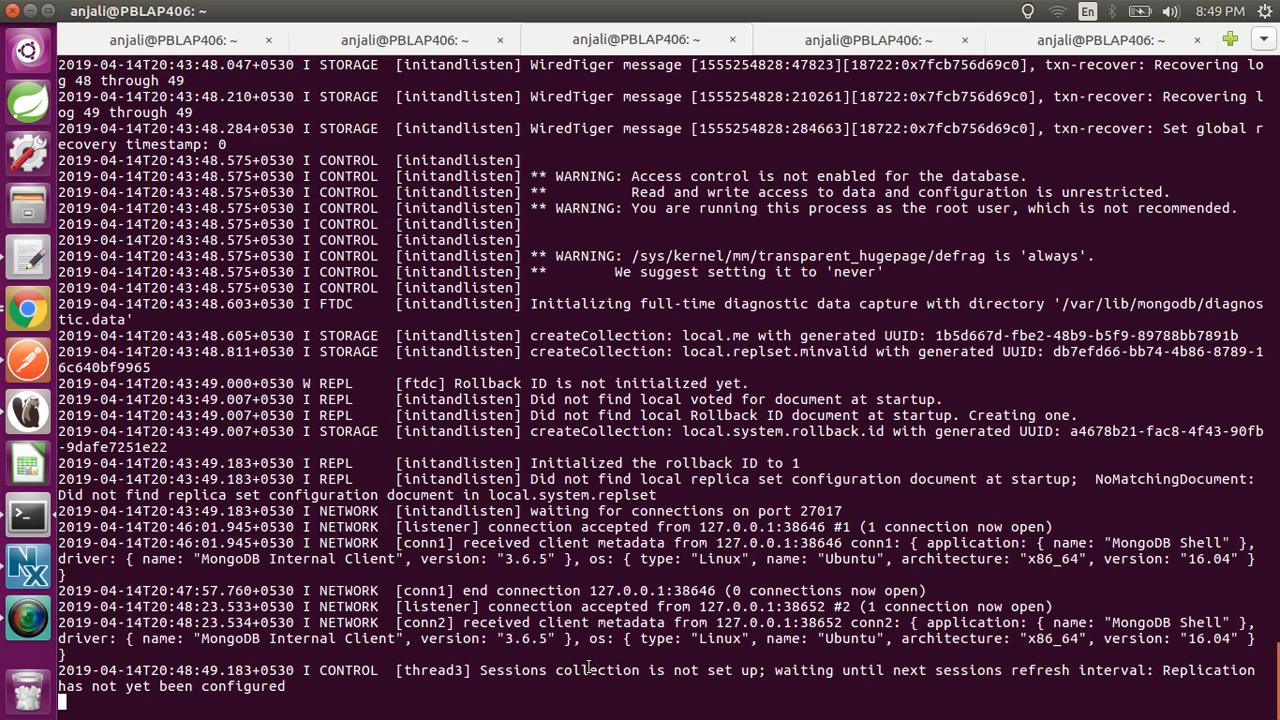 anjali@PBLAP406: ~
En
8:49 PM
anjali@PBLAP406: ~ × anjali@PBLAP406: ~ × anjali@PBLAP406: ~ × anjali@PBLAP406: ~ × anjali@PBLAP406: ~ ×
2019-04-14T20:43:48.047+0530 I STORAGE  [initandlisten] WiredTiger message [1555254828:47823][18722:0x7fcb756d69c0], txn-recover: Recovering lo
g 48 through 49
2019-04-14T20:43:48.210+0530 I STORAGE  [initandlisten] WiredTiger message [1555254828:210261][18722:0x7fcb756d69c0], txn-recover: Recovering l
og 49 through 49
2019-04-14T20:43:48.284+0530 I STORAGE  [initandlisten] WiredTiger message [1555254828:284663][18722:0x7fcb756d69c0], txn-recover: Set global r
ecovery timestamp: 0
2019-04-14T20:43:48.575+0530 I CONTROL  [initandlisten]
2019-04-14T20:43:48.575+0530 I CONTROL  [initandlisten] ** WARNING: Access control is not enabled for the database.
2019-04-14T20:43:48.575+0530 I CONTROL  [initandlisten] **          Read and write access to data and configuration is unrestricted.
2019-04-14T20:43:48.575+0530 I CONTROL  [initandlisten] ** WARNING: You are running this process as the root user, which is not recommended.
2019-04-14T20:43:48.575+0530 I CONTROL  [initandlisten]
2019-04-14T20:43:48.575+0530 I CONTROL  [initandlisten]
2019-04-14T20:43:48.575+0530 I CONTROL  [initandlisten] ** WARNING: /sys/kernel/mm/transparent_hugepage/defrag is 'always'.
2019-04-14T20:43:48.575+0530 I CONTROL  [initandlisten] **        We suggest setting it to 'never'
2019-04-14T20:43:48.575+0530 I CONTROL  [initandlisten]
2019-04-14T20:43:48.603+0530 I FTDC     [initandlisten] Initializing full-time diagnostic data capture with directory '/var/lib/mongodb/diagnos
tic.data'
2019-04-14T20:43:48.605+0530 I STORAGE  [initandlisten] createCollection: local.me with generated UUID: 1b5d667d-fbe2-48b9-b5f9-89788bb7891b
2019-04-14T20:43:48.811+0530 I STORAGE  [initandlisten] createCollection: local.replset.minvalid with generated UUID: db7efd66-bb74-4b86-8789-1
6c640bf9965
2019-04-14T20:43:49.000+0530 W REPL     [ftdc] Rollback ID is not initialized yet.
2019-04-14T20:43:49.007+0530 I REPL     [initandlisten] Did not find local voted for document at startup.
2019-04-14T20:43:49.007+0530 I REPL     [initandlisten] Did not find local Rollback ID document at startup. Creating one.
2019-04-14T20:43:49.007+0530 I STORAGE  [initandlisten] createCollection: local.system.rollback.id with generated UUID: a4678b21-fac8-4f43-90fb
-9dafe7251e22
2019-04-14T20:43:49.183+0530 I REPL     [initandlisten] Initialized the rollback ID to 1
2019-04-14T20:43:49.183+0530 I REPL     [initandlisten] Did not find local replica set configuration document at startup;  NoMatchingDocument:
Did not find replica set configuration document in local.system.replset
2019-04-14T20:43:49.183+0530 I NETWORK  [initandlisten] waiting for connections on port 27017
2019-04-14T20:46:01.945+0530 I NETWORK  [listener] connection accepted from 127.0.0.1:38646 #1 (1 connection now open)
2019-04-14T20:46:01.945+0530 I NETWORK  [conn1] received client metadata from 127.0.0.1:38646 conn1: { application: { name: "MongoDB Shell" },
driver: { name: "MongoDB Internal Client", version: "3.6.5" }, os: { type: "Linux", name: "Ubuntu", architecture: "x86_64", version: "16.04" }
}
2019-04-14T20:47:57.760+0530 I NETWORK  [conn1] end connection 127.0.0.1:38646 (0 connections now open)
2019-04-14T20:48:23.533+0530 I NETWORK  [listener] connection accepted from 127.0.0.1:38652 #2 (1 connection now open)
2019-04-14T20:48:23.534+0530 I NETWORK  [conn2] received client metadata from 127.0.0.1:38652 conn2: { application: { name: "MongoDB Shell" },
driver: { name: "MongoDB Internal Client", version: "3.6.5" }, os: { type: "Linux", name: "Ubuntu", architecture: "x86_64", version: "16.04" }
}
2019-04-14T20:48:49.183+0530 I CONTROL  [thread3] Sessions collection is not set up; waiting until next sessions refresh interval: Replication
has not yet been configured